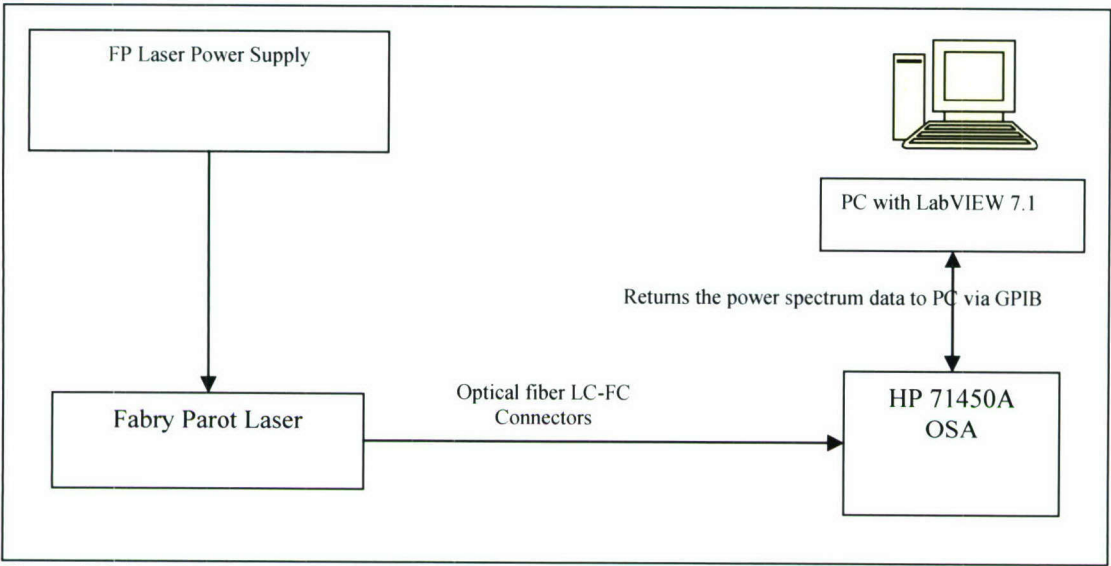 FP Laser Power Supply
PC with LabVIEW 7.1
Returns the power spectrum data to PC via GPIB
Optical fiber LC-FC
Connectors
Fabry Parot Laser
HP 71450A
OSA